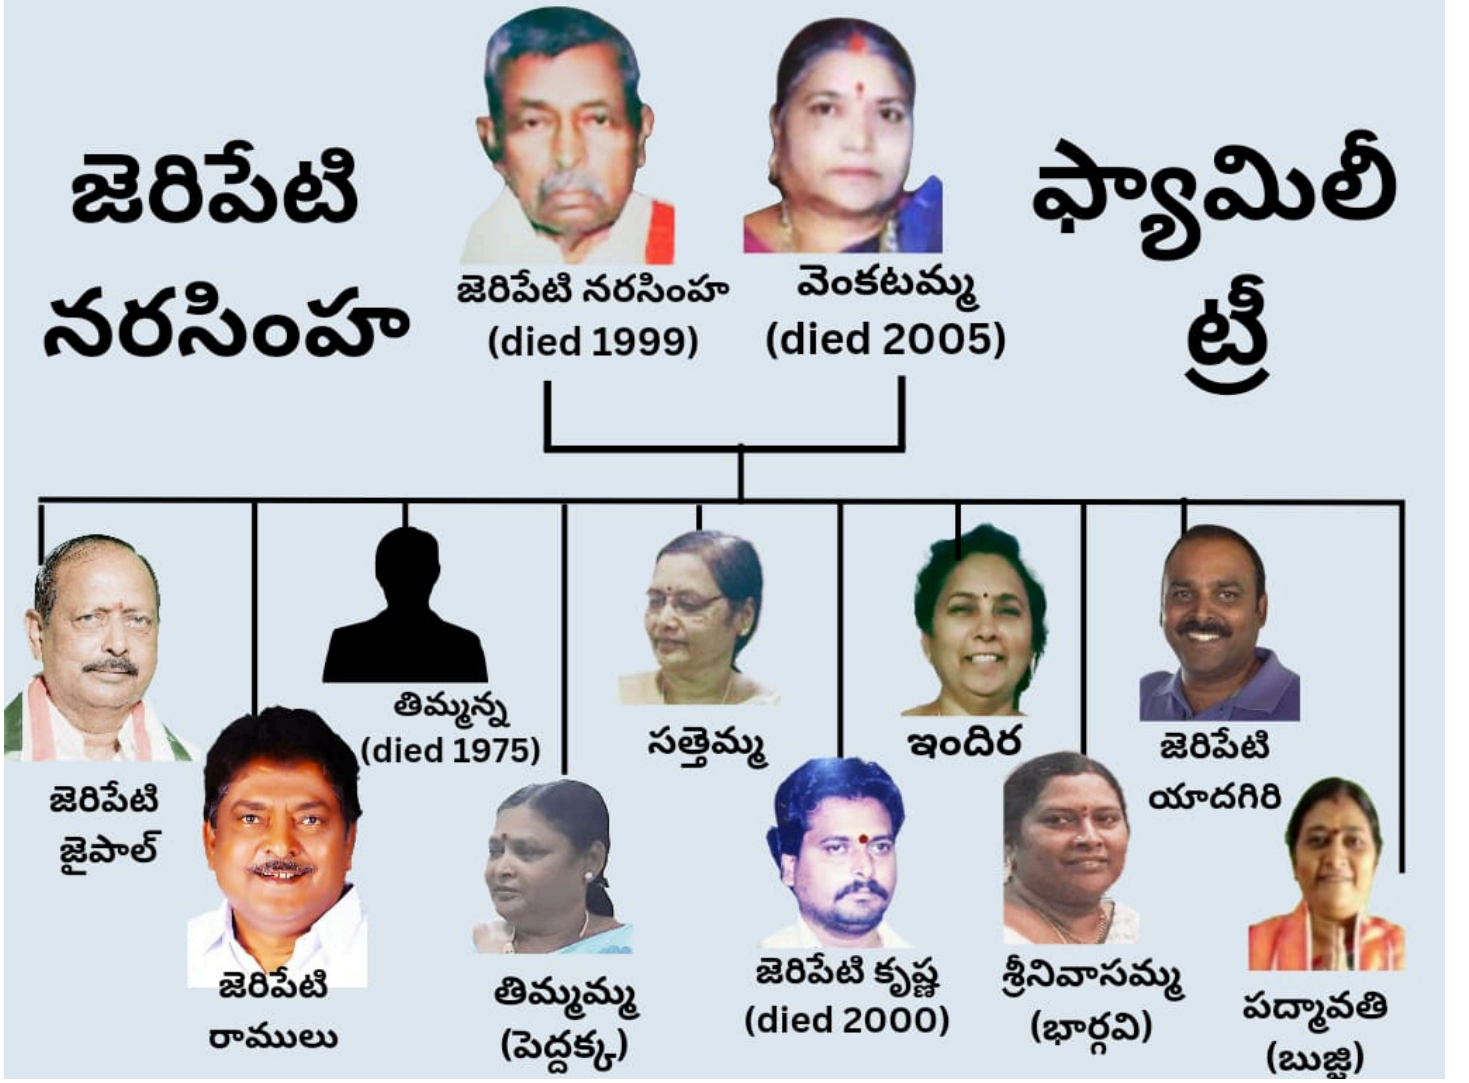 జెరిపేటి
నరసింహ
ఫ్యామిలీ
ట్రీ
జెరిపేటి నరసింహ
(died 1999)
వెంకటమ్మ
(died 2005)
జెరిపేటి
జైపాల్
జెరిపేటి
రాములు
తిమ్మన్న
(died 1975)
తిమ్మమ్మ
(పెద్దక్క)
సత్తెమ్మ
జెరిపేటి కృష్ణ
(died 2000)
ఇందిర
శ్రీనివాసమ్మ
(భార్గవి)
జెరిపేటి
యాదగిరి
పద్మావతి
(బుజ్జి)